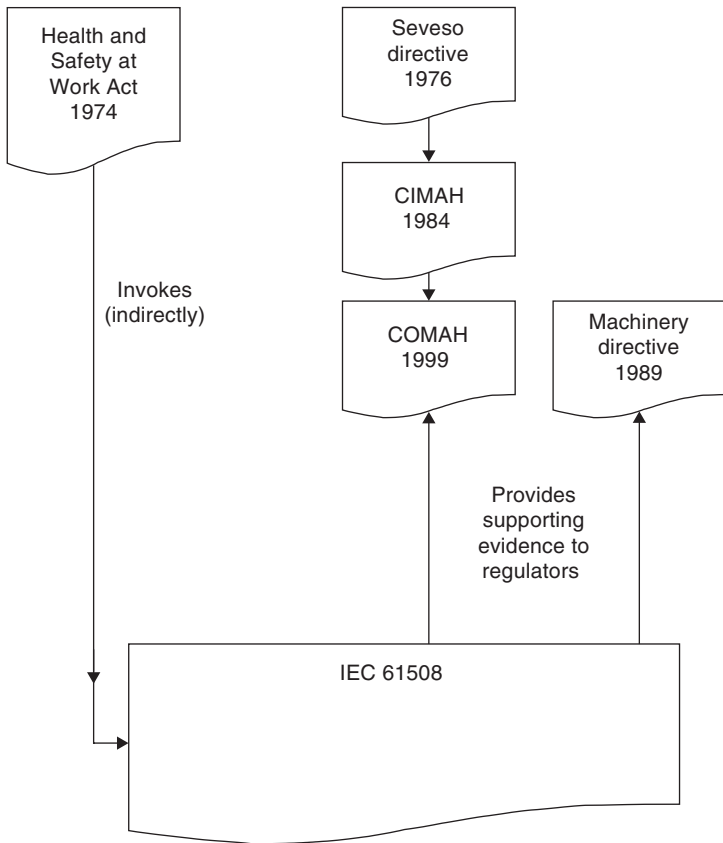 Health and
Safety at
Work Act
1974
Seveso
directive
1976
CIMAH
1984
Invokes
(indirectly)
COMAH
1999
Machinery
directive
1989
Provides
supporting
evidence to
regulators
IEC 61508